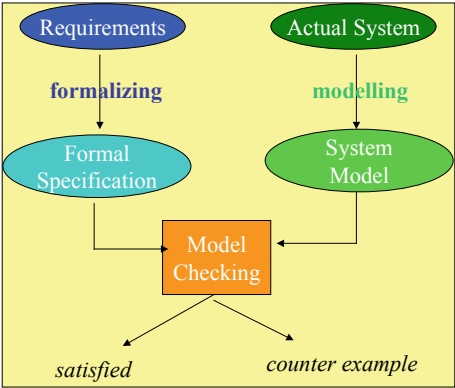 Requirements
Actual System
formalizing
modelling
Formal
Specification
System
Model
Model
Checking
satisfied
counter example